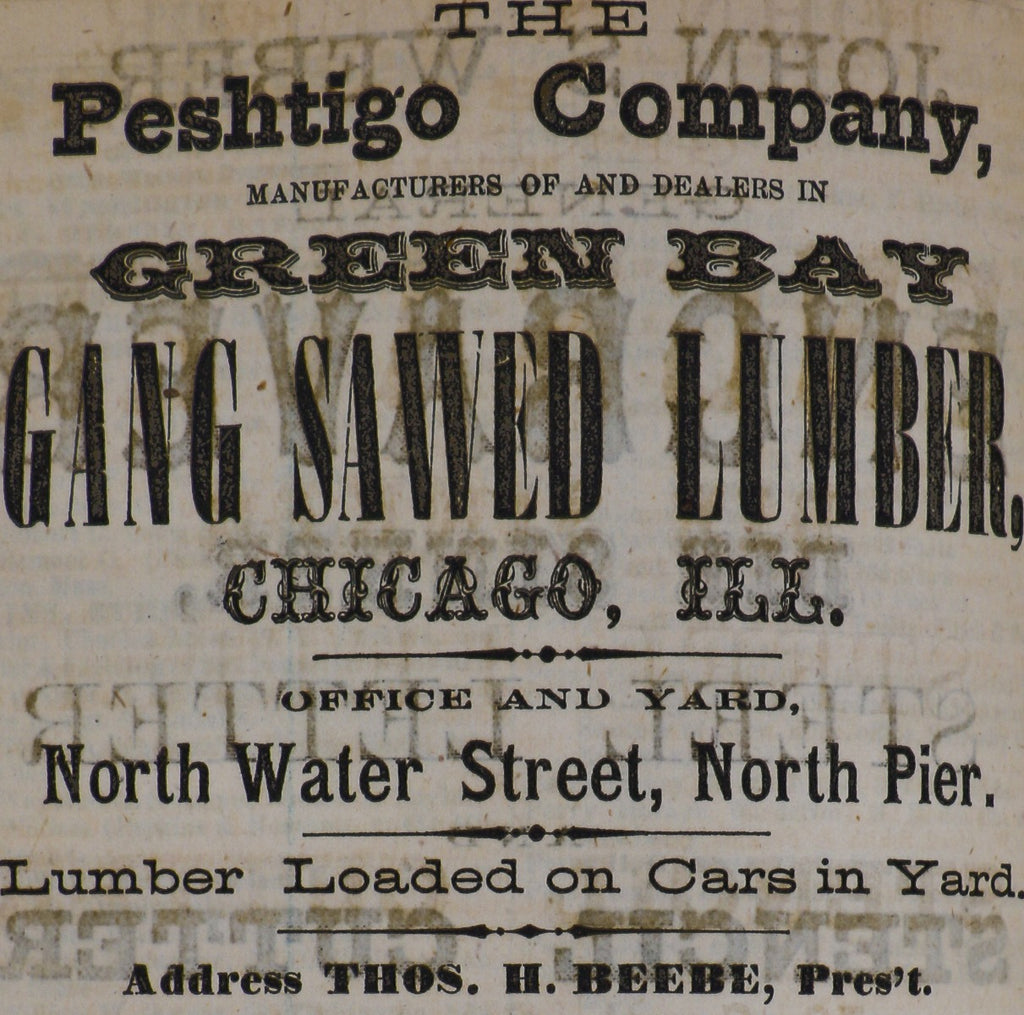 THE
Peshtigo Company,
MANUFACTURERS OF AND DEALERS IN
GREEN BAY
GANG SAWED LUMBER,
CHICAGO, ILL.
OFFICE AND YARD,
North Water Street, North Pier.
Lumber Loaded on Cars in Yard.
Address THOS. H. BEEBE, Pres't.